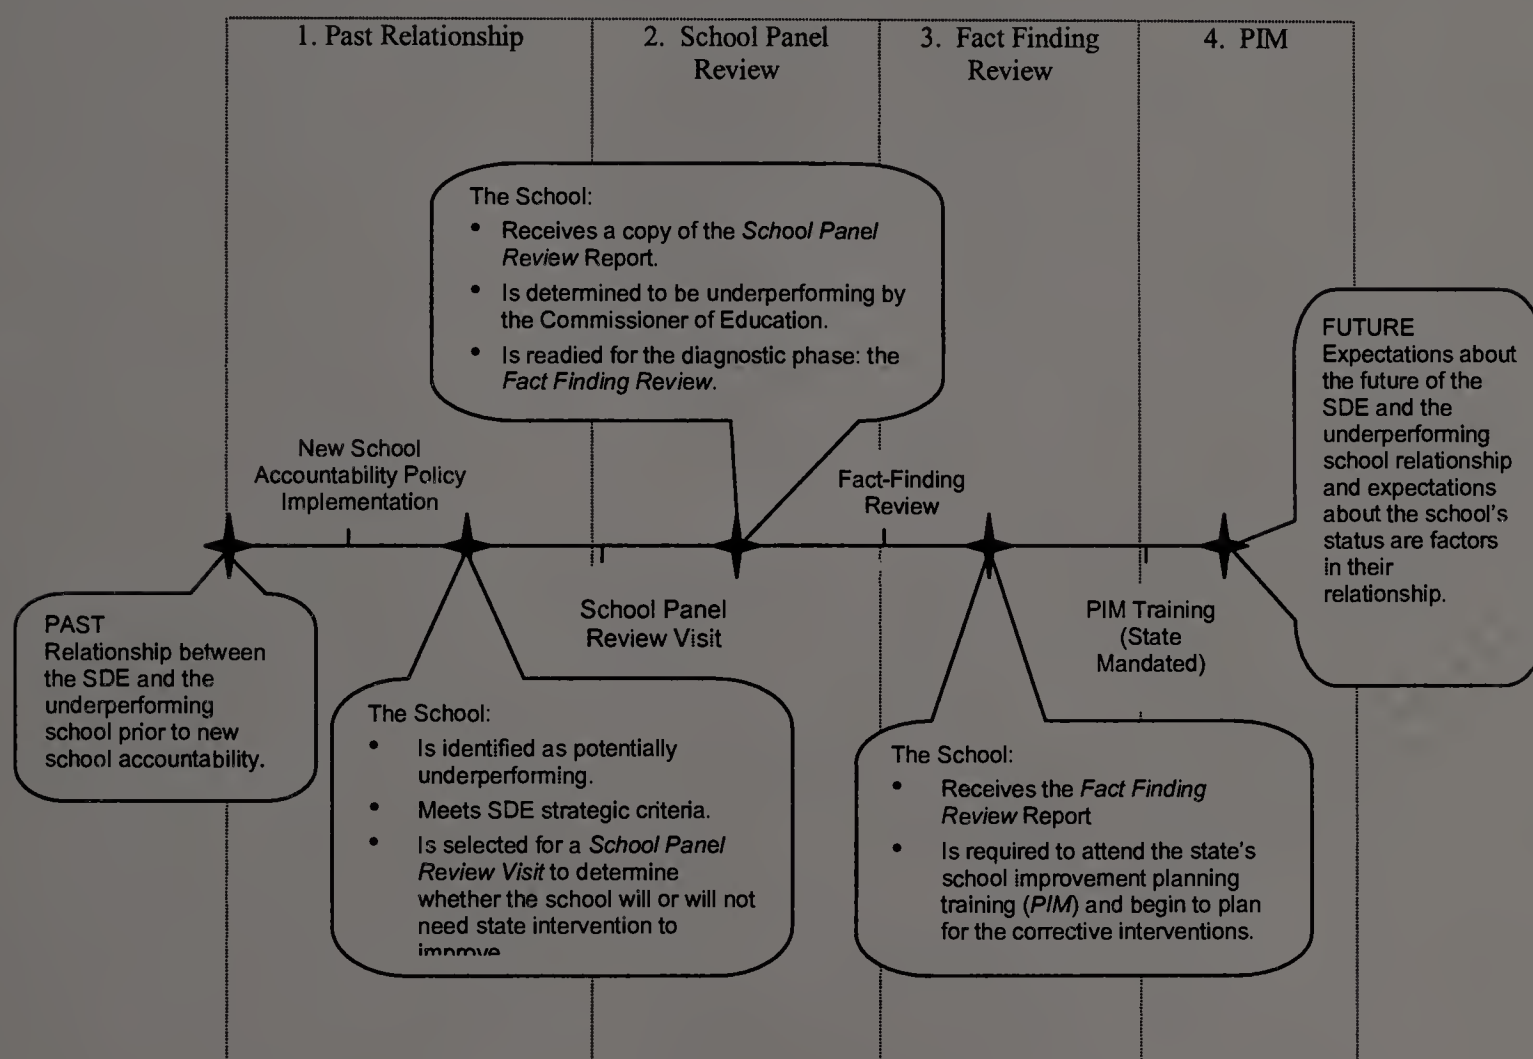 1. Past Relationship
2. School Panel
Review
3. Fact Finding
Review
4. PIM
The School:
• Receives a copy of the School Panel
Review Report.
• Is determined to be underperforming by
the Commissioner of Education.
• Is readied for the diagnostic phase: the
Fact Finding Review.
FUTURE
Expectations about
the future of the
SDE and the
underperforming
school relationship
and expectations
about the school's
status are factors
in their
relationship.
New School
Accountability Policy
Implementation
Fact-Finding
Review
PAST
Relationship between
the SDE and the
underperforming
school prior to new
school accountability.
School Panel
Review Visit
PIM Training
(State
Mandated)
The School:
• Is identified as potentially
underperforming.
• Meets SDE strategic criteria.
• Is selected for a School Panel
Review Visit to determine
whether the school will or will not
need state intervention to
improve
The School:
• Receives the Fact Finding
Review Report
• Is required to attend the state's
school improvement planning
training (PIM) and begin to plan
for the corrective interventions.